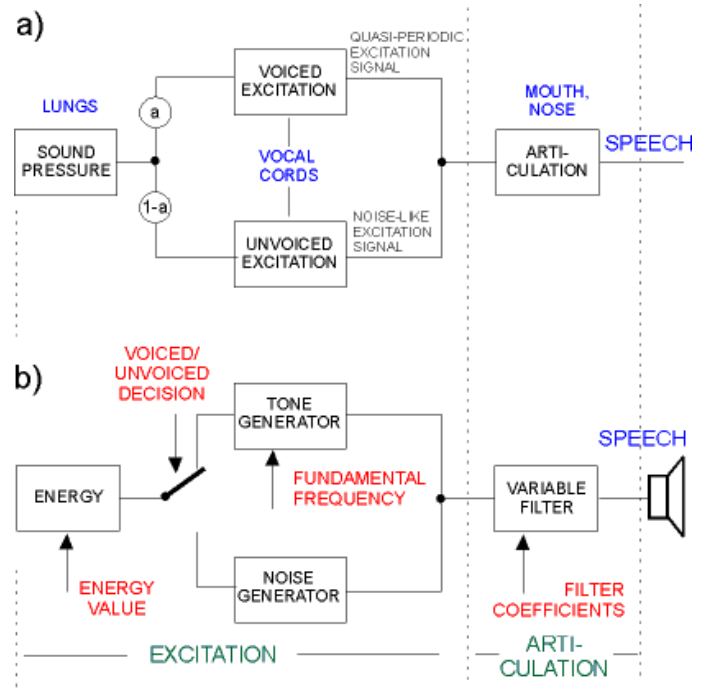 a)
QUASI-PERIODIC
EXCITATION
SIGNAL
VOICED
EXCITATION
LUNGS
a
MOUTH,
NOSE
SOUND
PRESSURE
VOCAL
CORDS
ARTI-
CULATION
SPEECH
1-a
NOISE-LIKE
EXCITATION
SIGNAL
UNVOICED
EXCITATION
b)
VOICED/
UNVOICED
DECISION
TONE
GENERATOR
SPEECH
ENERGY
FUNDAMENTAL
FREQUENCY
VARIABLE
FILTER
ENERGY
VALUE
NOISE
GENERATOR
FILTER
COEFFICIENTS
EXCITATION
ARTI-
CULATION